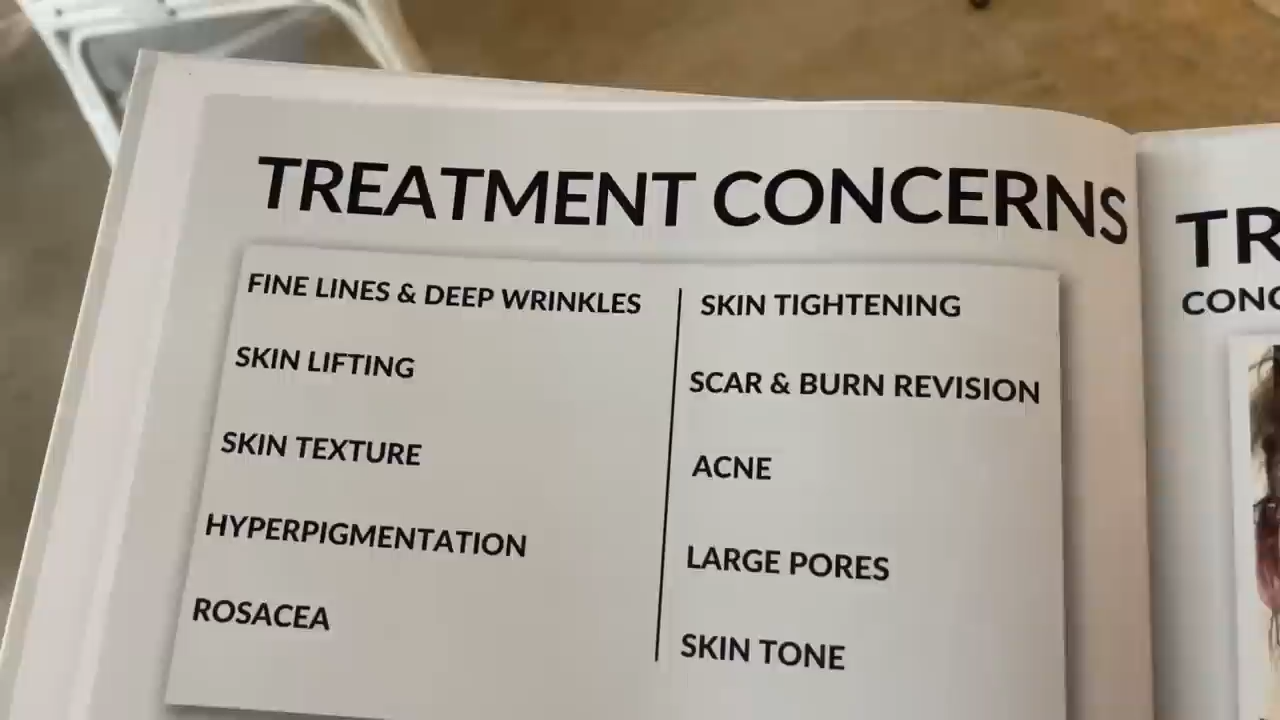 TREATMENT CONCERNS
FINE LINES & DEEP WRINKLES
SKIN LIFTING
SKIN TEXTURE
HYPERPIGMENTATION
ROSACEA
SKIN TIGHTENING
SCAR & BURN REVISION
ACNE
LARGE PORES
SKIN TONE